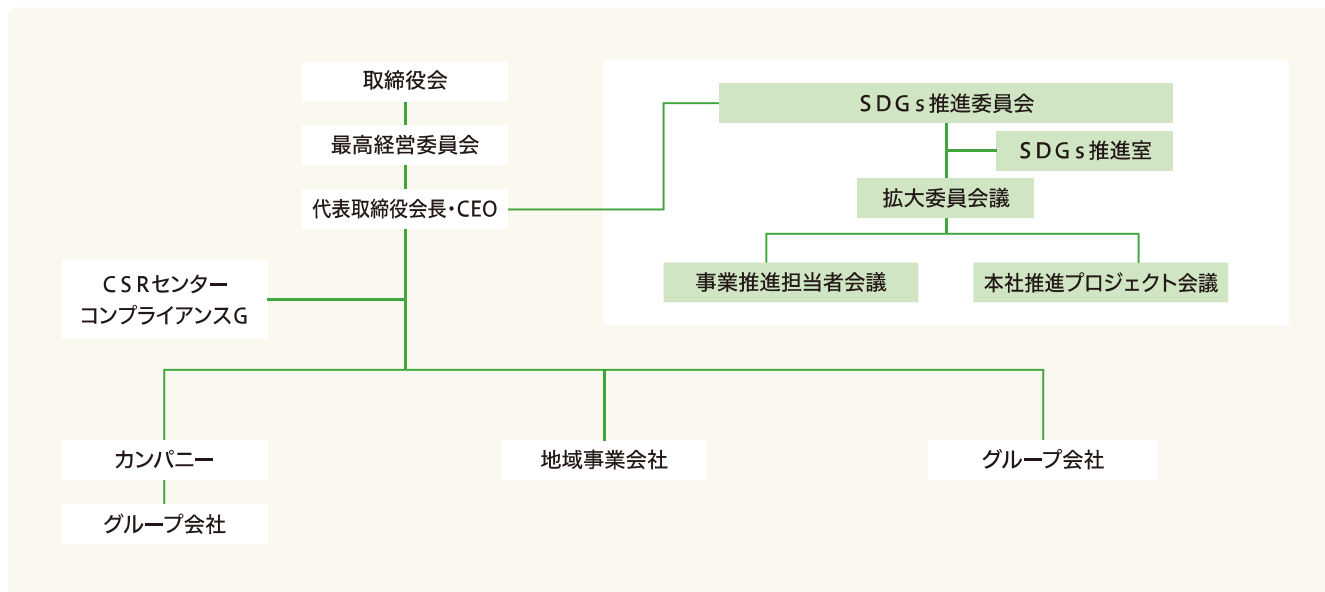 取締役会
最高経営委員会
代表取締役会長・CEO
CSRセンター
コンプライアンスG
SDGs推進委員会
SDGs推進室
拡大委員会議
事業推進担当者会議
本社推進プロジェクト会議
カンパニー
グループ会社
地域事業会社
グループ会社